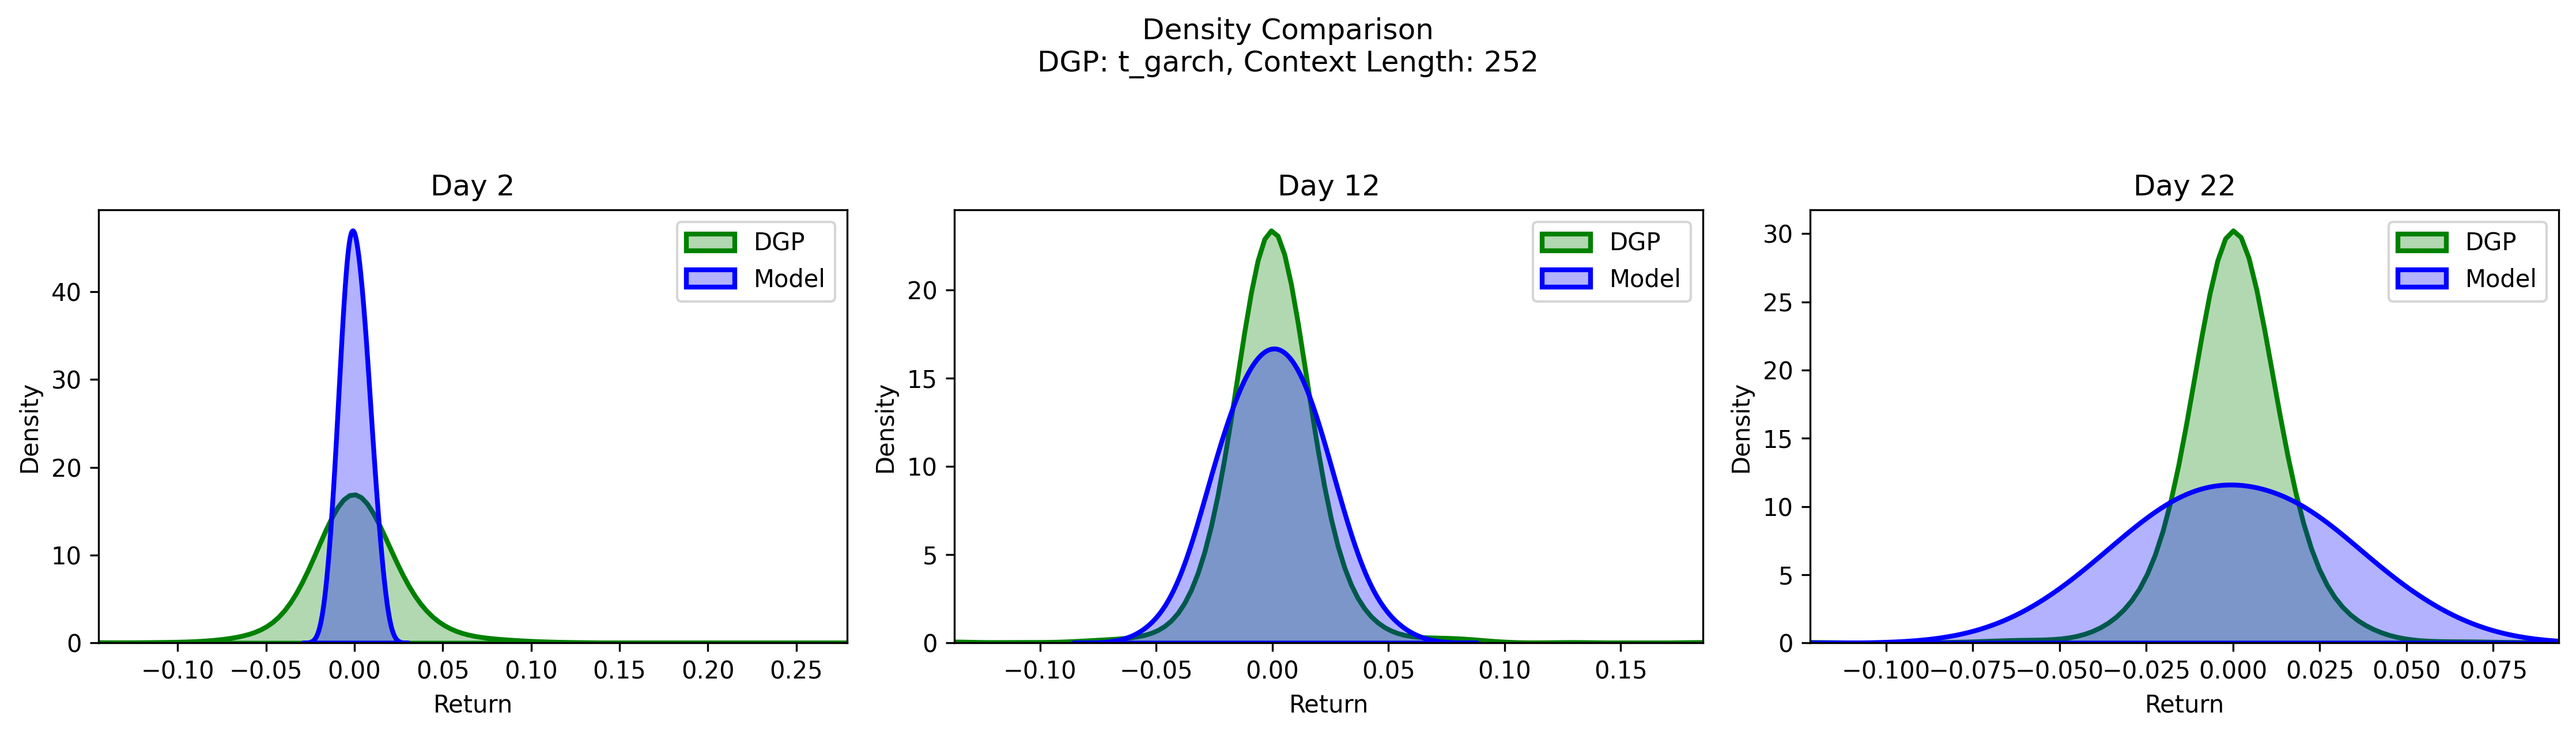 Density Comparison
DGP: t_garch, Context Length: 252
Day 2
DGP
Model
Density
40
30
20
10
0
−0.10 −0.05 0.00 0.05 0.10 0.15 0.20 0.25
Return
Day 12
DGP
Model
Density
20
15
10
5
0
−0.10 −0.05 0.00 0.05 0.10 0.15
Return
Day 22
DGP
Model
Density
30
25
20
15
10
5
0
−0.100 −0.075 −0.050 −0.025 0.000 0.025 0.050 0.075
Return